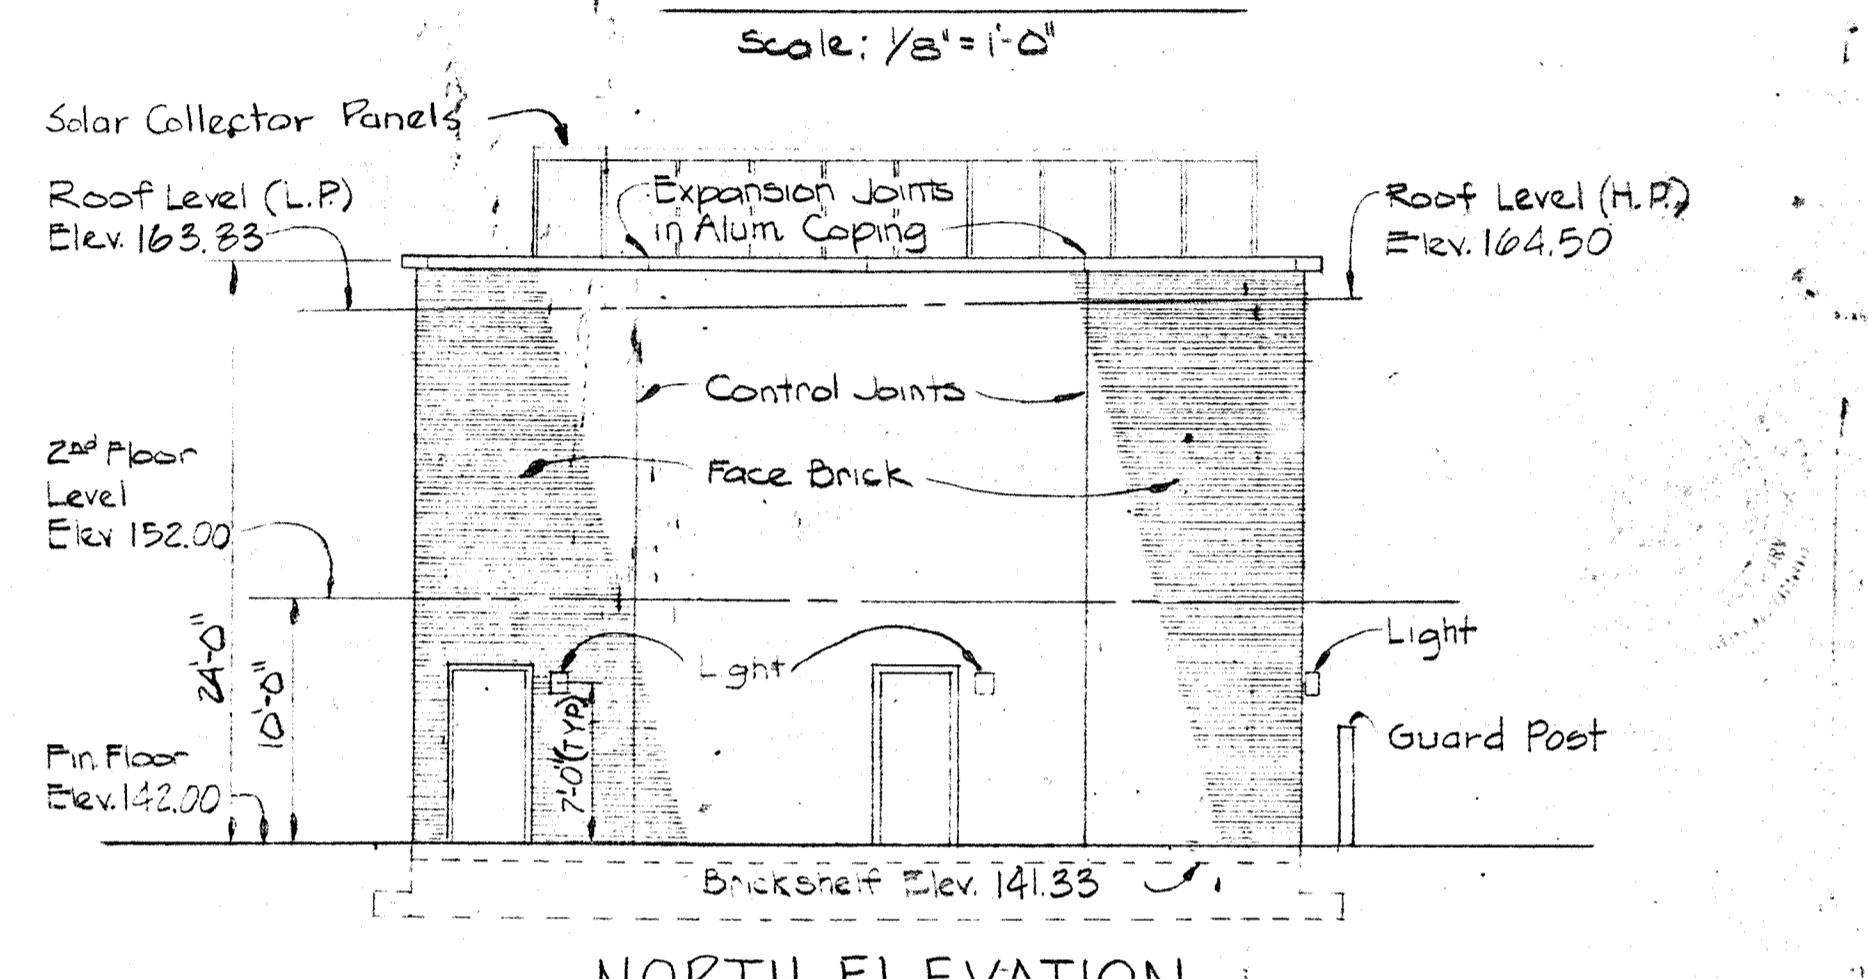 Scale: 1/8" = 1'-0"
Solar Collector Panels
Roof Level (L.P.)
Elev. 163.83
Expansion Joints
in Alum Coping
Roof Level (H.P.)
Elev. 164.50
Control Joints
Face Brick
2nd Floor
Level
Elev 152.00
24'-0"
10'-0"
Light
Light
7'-0" (TYP)
Guard Post
Fin. Floor
Elev. 142.00
Brickshelf Elev. 141.33
NORTH ELEVATION